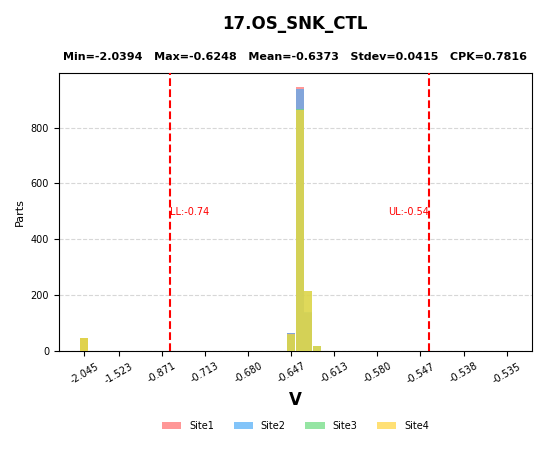 17.OS_SNK_CTL
Min=-2.0394 Max=-0.6248 Mean=-0.6373 Stdev=0.0415 CPK=0.7816
Parts
800
600
400
200
0
LL:-0.74
UL:-0.54
-2.045 -1.523 -0.871 -0.713 -0.680 -0.647 -0.613 -0.580 -0.547 -0.538 -0.535
V
Site1 Site2 Site3 Site4